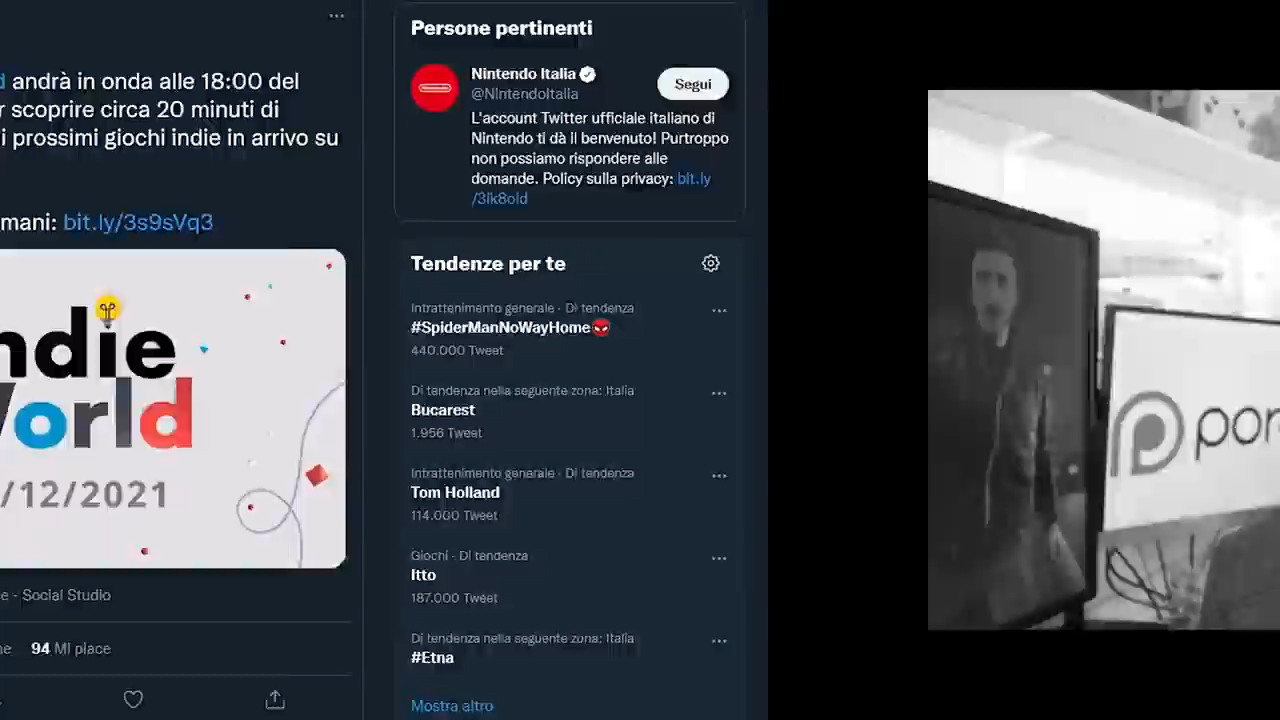 andrà in onda alle 18:00 del
scoprire circa 20 minuti di
i prossimi giochi indie in arrivo su
mani: bit.ly/3s9sVq3
ndie
World
/12/2021
e - Social Studio
94 Mi place
Persone pertinenti
Nintendo Italia
@NintendoItalia
Segui
L'account Twitter ufficiale italiano di
Nintendo ti dà il benvenuto! Purtroppo
non possiamo rispondere alle
domande. Policy sulla privacy: bit.ly
/3lk8oId
Tendenze per te
Intrattenimento generale · Di tendenza
#SpiderManNoWayHome
440.000 Tweet
Di tendenza nella seguente zona: Italia
Bucarest
1.956 Tweet
Intrattenimento generale · Di tendenza
Tom Holland
114.000 Tweet
Giochi · Di tendenza
Itto
187.000 Tweet
Di tendenza nella seguente zona: Italia
#Etna
Mostra altro
por